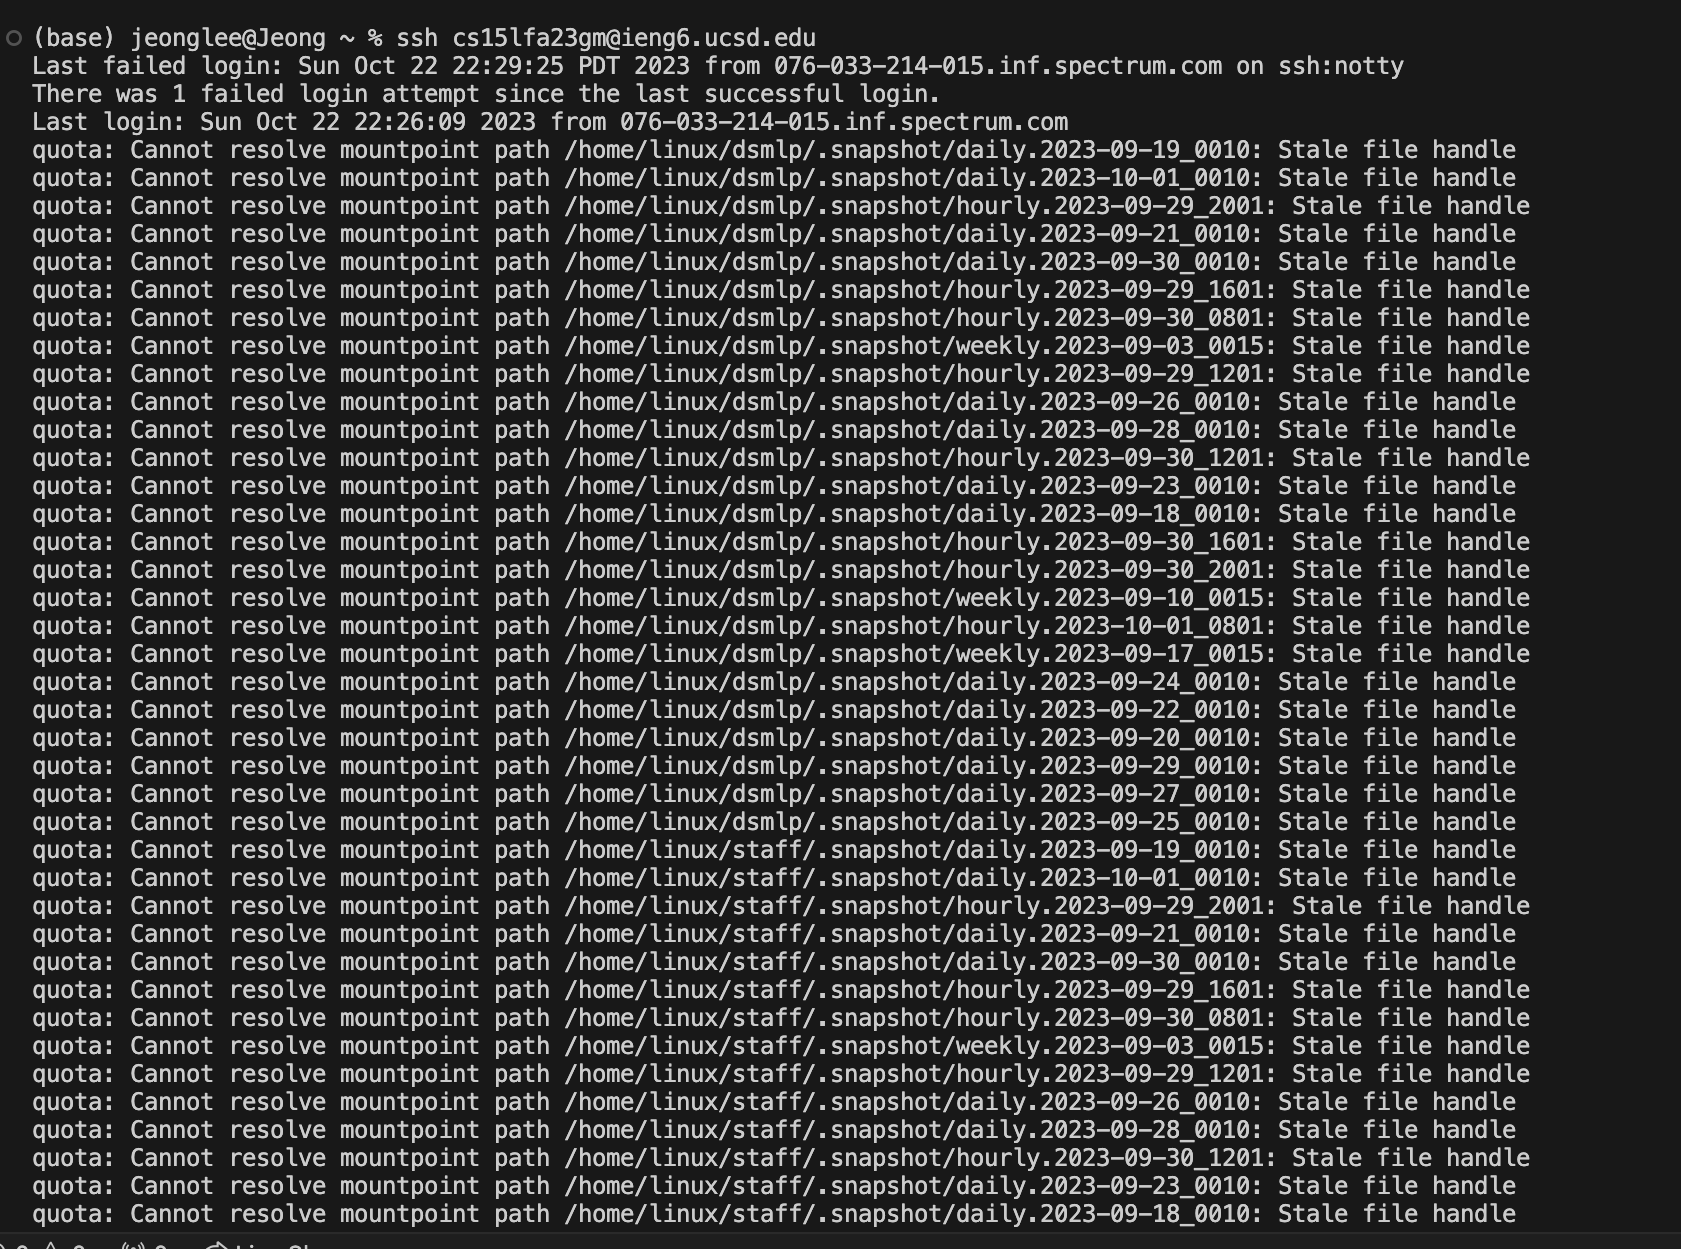 (base) jeonglee@Jeong ~ % ssh cs15lfa23gm@ieng6.ucsd.edu
Last failed login: Sun Oct 22 22:29:25 PDT 2023 from 076-033-214-015.inf.spectrum.com on ssh:notty
There was 1 failed login attempt since the last successful login.
Last login: Sun Oct 22 22:26:09 2023 from 076-033-214-015.inf.spectrum.com
quota: Cannot resolve mountpoint path /home/linux/dsmlp/.snapshot/daily.2023-09-19_0010: Stale file handle
quota: Cannot resolve mountpoint path /home/linux/dsmlp/.snapshot/daily.2023-10-01_0010: Stale file handle
quota: Cannot resolve mountpoint path /home/linux/dsmlp/.snapshot/hourly.2023-09-29_2001: Stale file handle
quota: Cannot resolve mountpoint path /home/linux/dsmlp/.snapshot/daily.2023-09-21_0010: Stale file handle
quota: Cannot resolve mountpoint path /home/linux/dsmlp/.snapshot/daily.2023-09-30_0010: Stale file handle
quota: Cannot resolve mountpoint path /home/linux/dsmlp/.snapshot/hourly.2023-09-29_1601: Stale file handle
quota: Cannot resolve mountpoint path /home/linux/dsmlp/.snapshot/hourly.2023-09-30_0801: Stale file handle
quota: Cannot resolve mountpoint path /home/linux/dsmlp/.snapshot/weekly.2023-09-03_0015: Stale file handle
quota: Cannot resolve mountpoint path /home/linux/dsmlp/.snapshot/hourly.2023-09-29_1201: Stale file handle
quota: Cannot resolve mountpoint path /home/linux/dsmlp/.snapshot/daily.2023-09-26_0010: Stale file handle
quota: Cannot resolve mountpoint path /home/linux/dsmlp/.snapshot/daily.2023-09-28_0010: Stale file handle
quota: Cannot resolve mountpoint path /home/linux/dsmlp/.snapshot/hourly.2023-09-30_1201: Stale file handle
quota: Cannot resolve mountpoint path /home/linux/dsmlp/.snapshot/daily.2023-09-23_0010: Stale file handle
quota: Cannot resolve mountpoint path /home/linux/dsmlp/.snapshot/daily.2023-09-18_0010: Stale file handle
quota: Cannot resolve mountpoint path /home/linux/dsmlp/.snapshot/hourly.2023-09-30_1601: Stale file handle
quota: Cannot resolve mountpoint path /home/linux/dsmlp/.snapshot/hourly.2023-09-30_2001: Stale file handle
quota: Cannot resolve mountpoint path /home/linux/dsmlp/.snapshot/weekly.2023-09-10_0015: Stale file handle
quota: Cannot resolve mountpoint path /home/linux/dsmlp/.snapshot/hourly.2023-10-01_0801: Stale file handle
quota: Cannot resolve mountpoint path /home/linux/dsmlp/.snapshot/weekly.2023-09-17_0015: Stale file handle
quota: Cannot resolve mountpoint path /home/linux/dsmlp/.snapshot/daily.2023-09-24_0010: Stale file handle
quota: Cannot resolve mountpoint path /home/linux/dsmlp/.snapshot/daily.2023-09-22_0010: Stale file handle
quota: Cannot resolve mountpoint path /home/linux/dsmlp/.snapshot/daily.2023-09-20_0010: Stale file handle
quota: Cannot resolve mountpoint path /home/linux/dsmlp/.snapshot/daily.2023-09-29_0010: Stale file handle
quota: Cannot resolve mountpoint path /home/linux/dsmlp/.snapshot/daily.2023-09-27_0010: Stale file handle
quota: Cannot resolve mountpoint path /home/linux/dsmlp/.snapshot/daily.2023-09-25_0010: Stale file handle
quota: Cannot resolve mountpoint path /home/linux/staff/.snapshot/daily.2023-09-19_0010: Stale file handle
quota: Cannot resolve mountpoint path /home/linux/staff/.snapshot/daily.2023-10-01_0010: Stale file handle
quota: Cannot resolve mountpoint path /home/linux/staff/.snapshot/hourly.2023-09-29_2001: Stale file handle
quota: Cannot resolve mountpoint path /home/linux/staff/.snapshot/daily.2023-09-21_0010: Stale file handle
quota: Cannot resolve mountpoint path /home/linux/staff/.snapshot/daily.2023-09-30_0010: Stale file handle
quota: Cannot resolve mountpoint path /home/linux/staff/.snapshot/hourly.2023-09-29_1601: Stale file handle
quota: Cannot resolve mountpoint path /home/linux/staff/.snapshot/hourly.2023-09-30_0801: Stale file handle
quota: Cannot resolve mountpoint path /home/linux/staff/.snapshot/weekly.2023-09-03_0015: Stale file handle
quota: Cannot resolve mountpoint path /home/linux/staff/.snapshot/hourly.2023-09-29_1201: Stale file handle
quota: Cannot resolve mountpoint path /home/linux/staff/.snapshot/daily.2023-09-26_0010: Stale file handle
quota: Cannot resolve mountpoint path /home/linux/staff/.snapshot/daily.2023-09-28_0010: Stale file handle
quota: Cannot resolve mountpoint path /home/linux/staff/.snapshot/hourly.2023-09-30_1201: Stale file handle
quota: Cannot resolve mountpoint path /home/linux/staff/.snapshot/daily.2023-09-23_0010: Stale file handle
quota: Cannot resolve mountpoint path /home/linux/staff/.snapshot/daily.2023-09-18_0010: Stale file handle